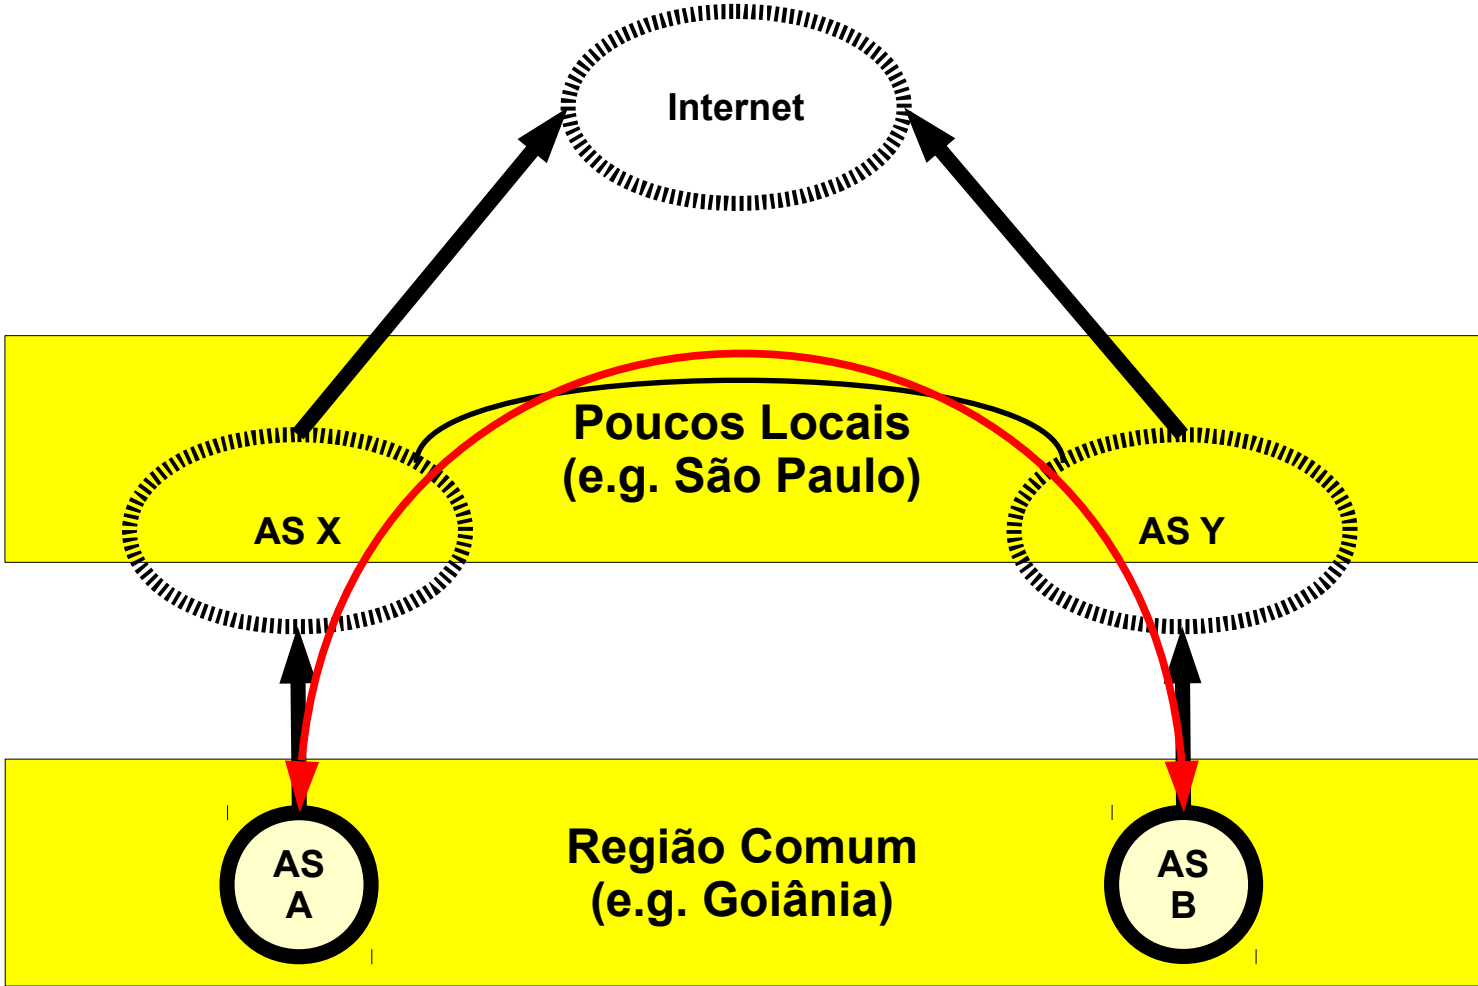 Internet
Poucos Locais
(e.g. São Paulo)
AS X
AS Y
Região Comum
(e.g. Goiânia)
AS
A
AS
B